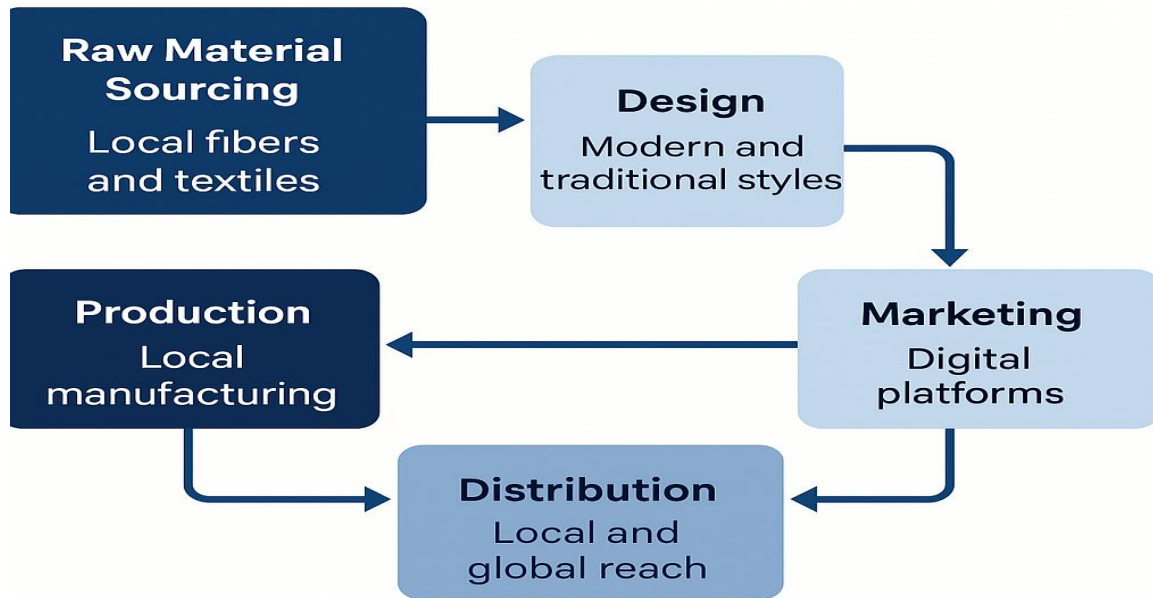 Raw Material
Sourcing
Local fibers
and textiles
Design
Modern and
traditional styles
Production
Local
manufacturing
Marketing
Digital
platforms
Distribution
Local and
global reach